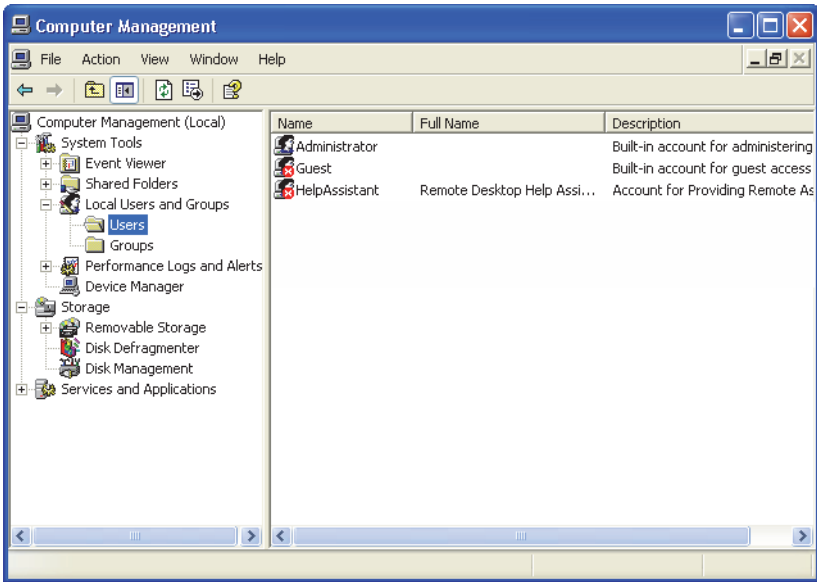 Computer Management
File Action View Window Help
Computer Management (Local)
System Tools
Event Viewer
Shared Folders
Local Users and Groups
Users
Groups
Performance Logs and Alerts
Device Manager
Storage
Removable Storage
Disk Defragmenter
Disk Management
Services and Applications
Name Full Name Description
Administrator Built-in account for administering
Guest Built-in account for guest access
HelpAssistant Remote Desktop Help Assi... Account for Providing Remote As